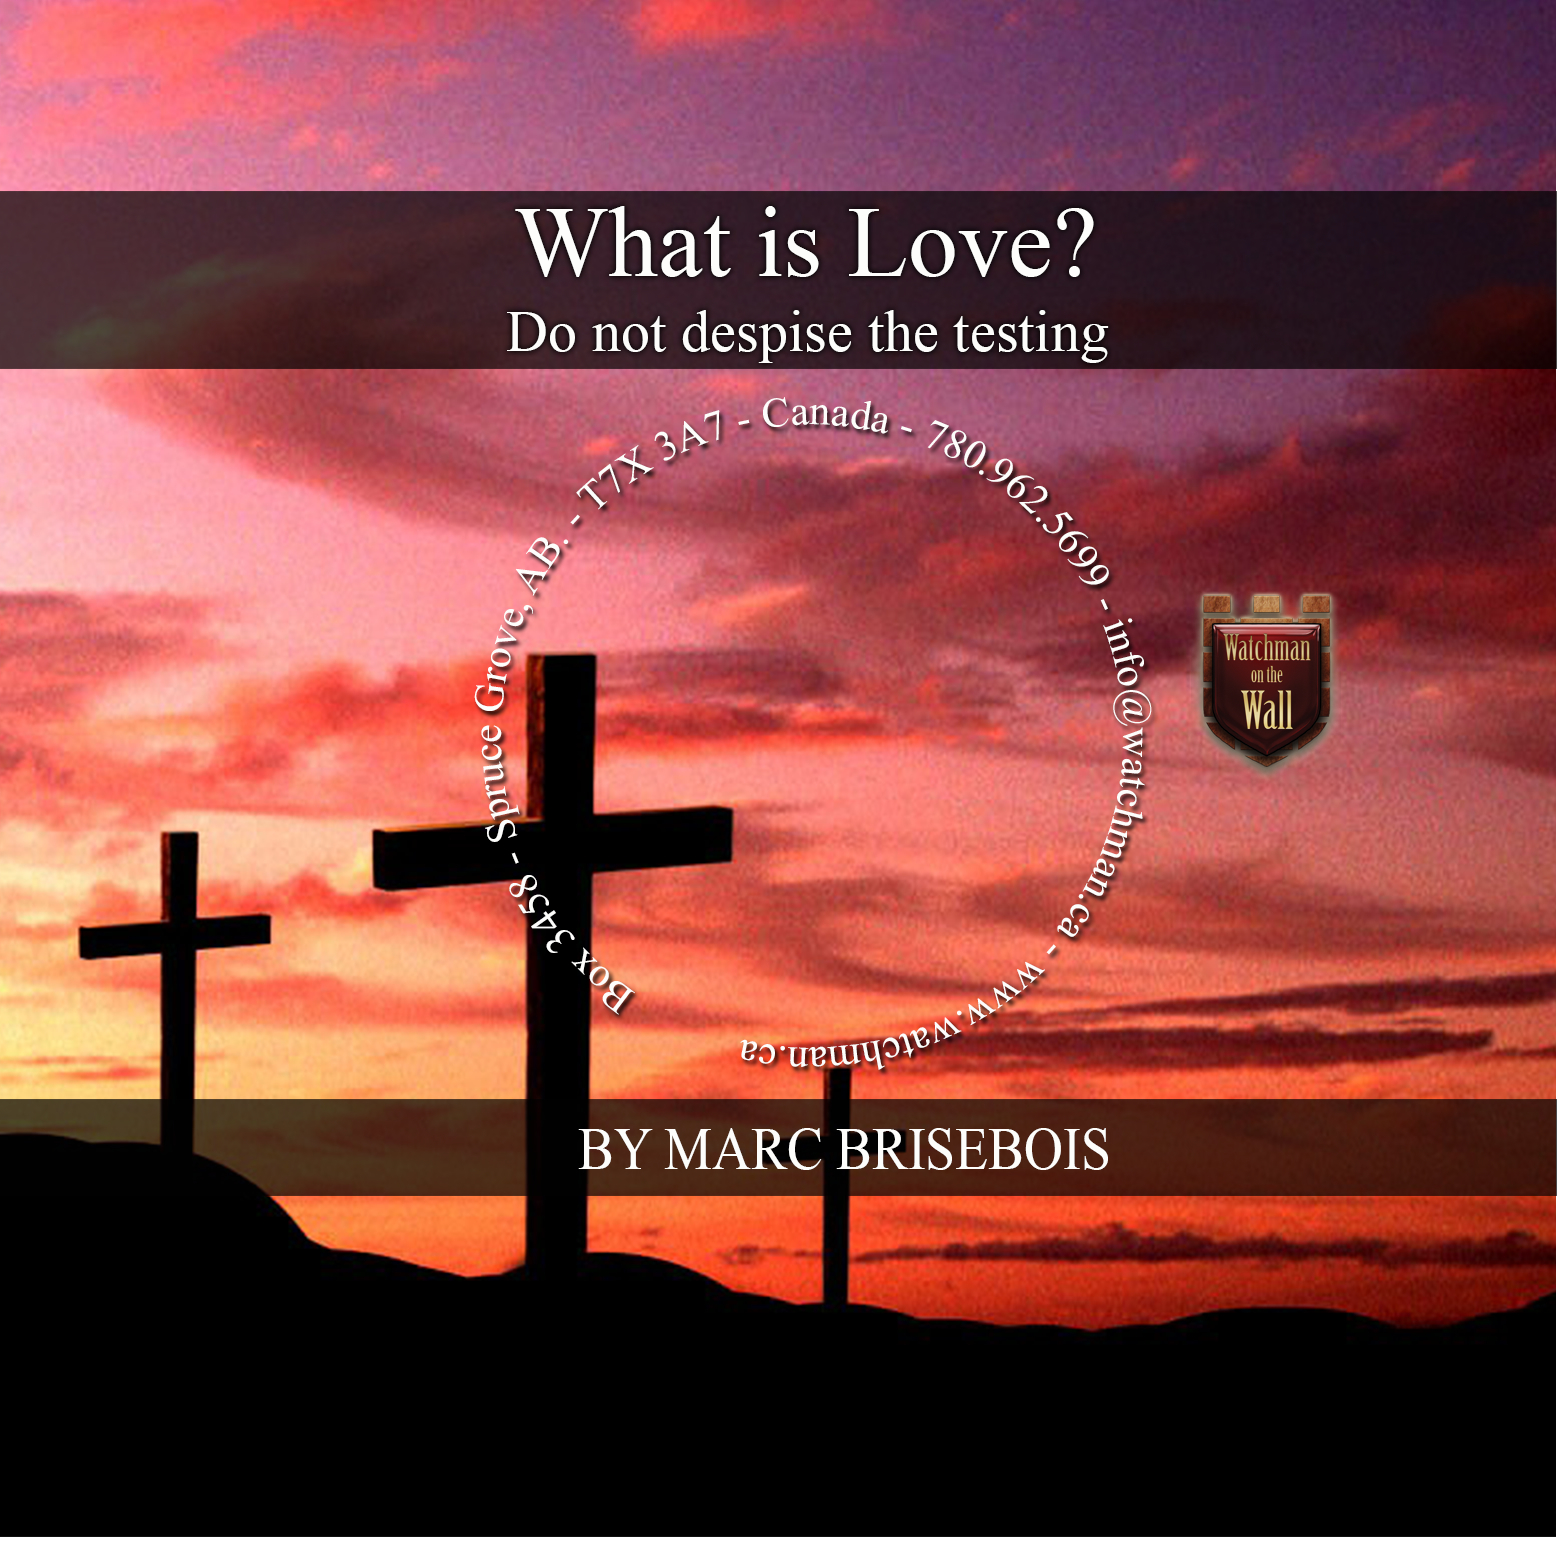 What is Love?
Do not despise the testing
Box 3458 - Spruce Grove, AB. - T7X 3A7 - Canada - 780.962.5699 - info@watchman.ca - www.watchman.ca
Watchman
on the
Wall
BY MARC BRISEBOIS